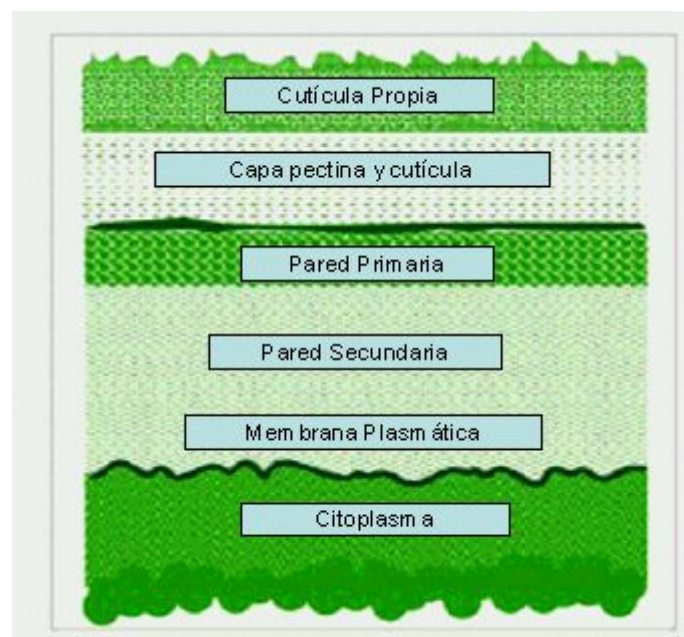 Cutícula Propia
Capa pectina y cutícula
Pared Primaria
Pared Secundaria
Membrana Plasmática
Citoplasma